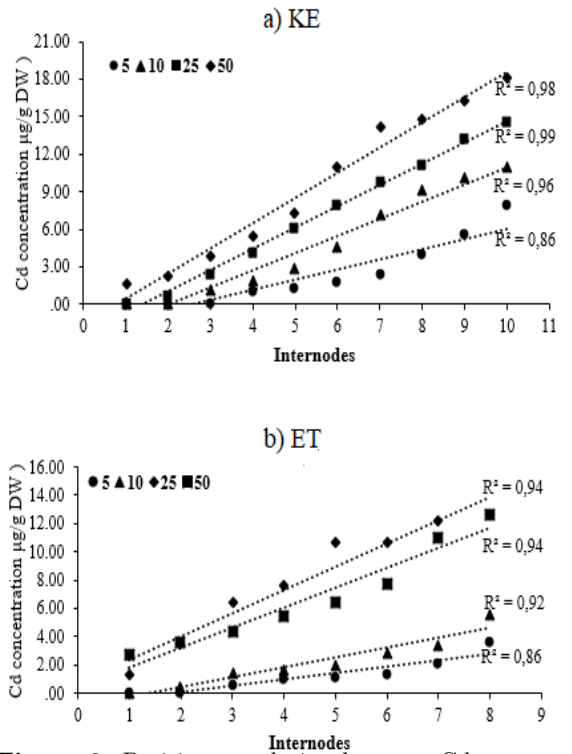 a) KE
Cd concentration µg/g DW )
21.00
18.00
15.00
12.00
9.00
6.00
3.00
.00
5 10 25 50
R² = 0,98
R² = 0,99
R² = 0,96
R² = 0,86
0 1 2 3 4 5 6 7 8 9 10 11
Internodes
b) ET
Cd concentration µg/g DW )
16.00
14.00
12.00
10.00
8.00
6.00
4.00
2.00
.00
5 10 25 50
R² = 0,94
R² = 0,94
R² = 0,92
R² = 0,86
0 1 2 3 4 5 6 7 8 9
Internodes